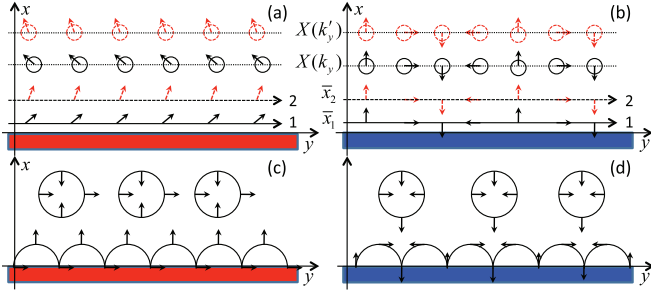 x (a) x (b)
X(k'_y)
X(k_y)
2 x̄_2 2
1 x̄_1 1
y y
x (c) x (d)
y y